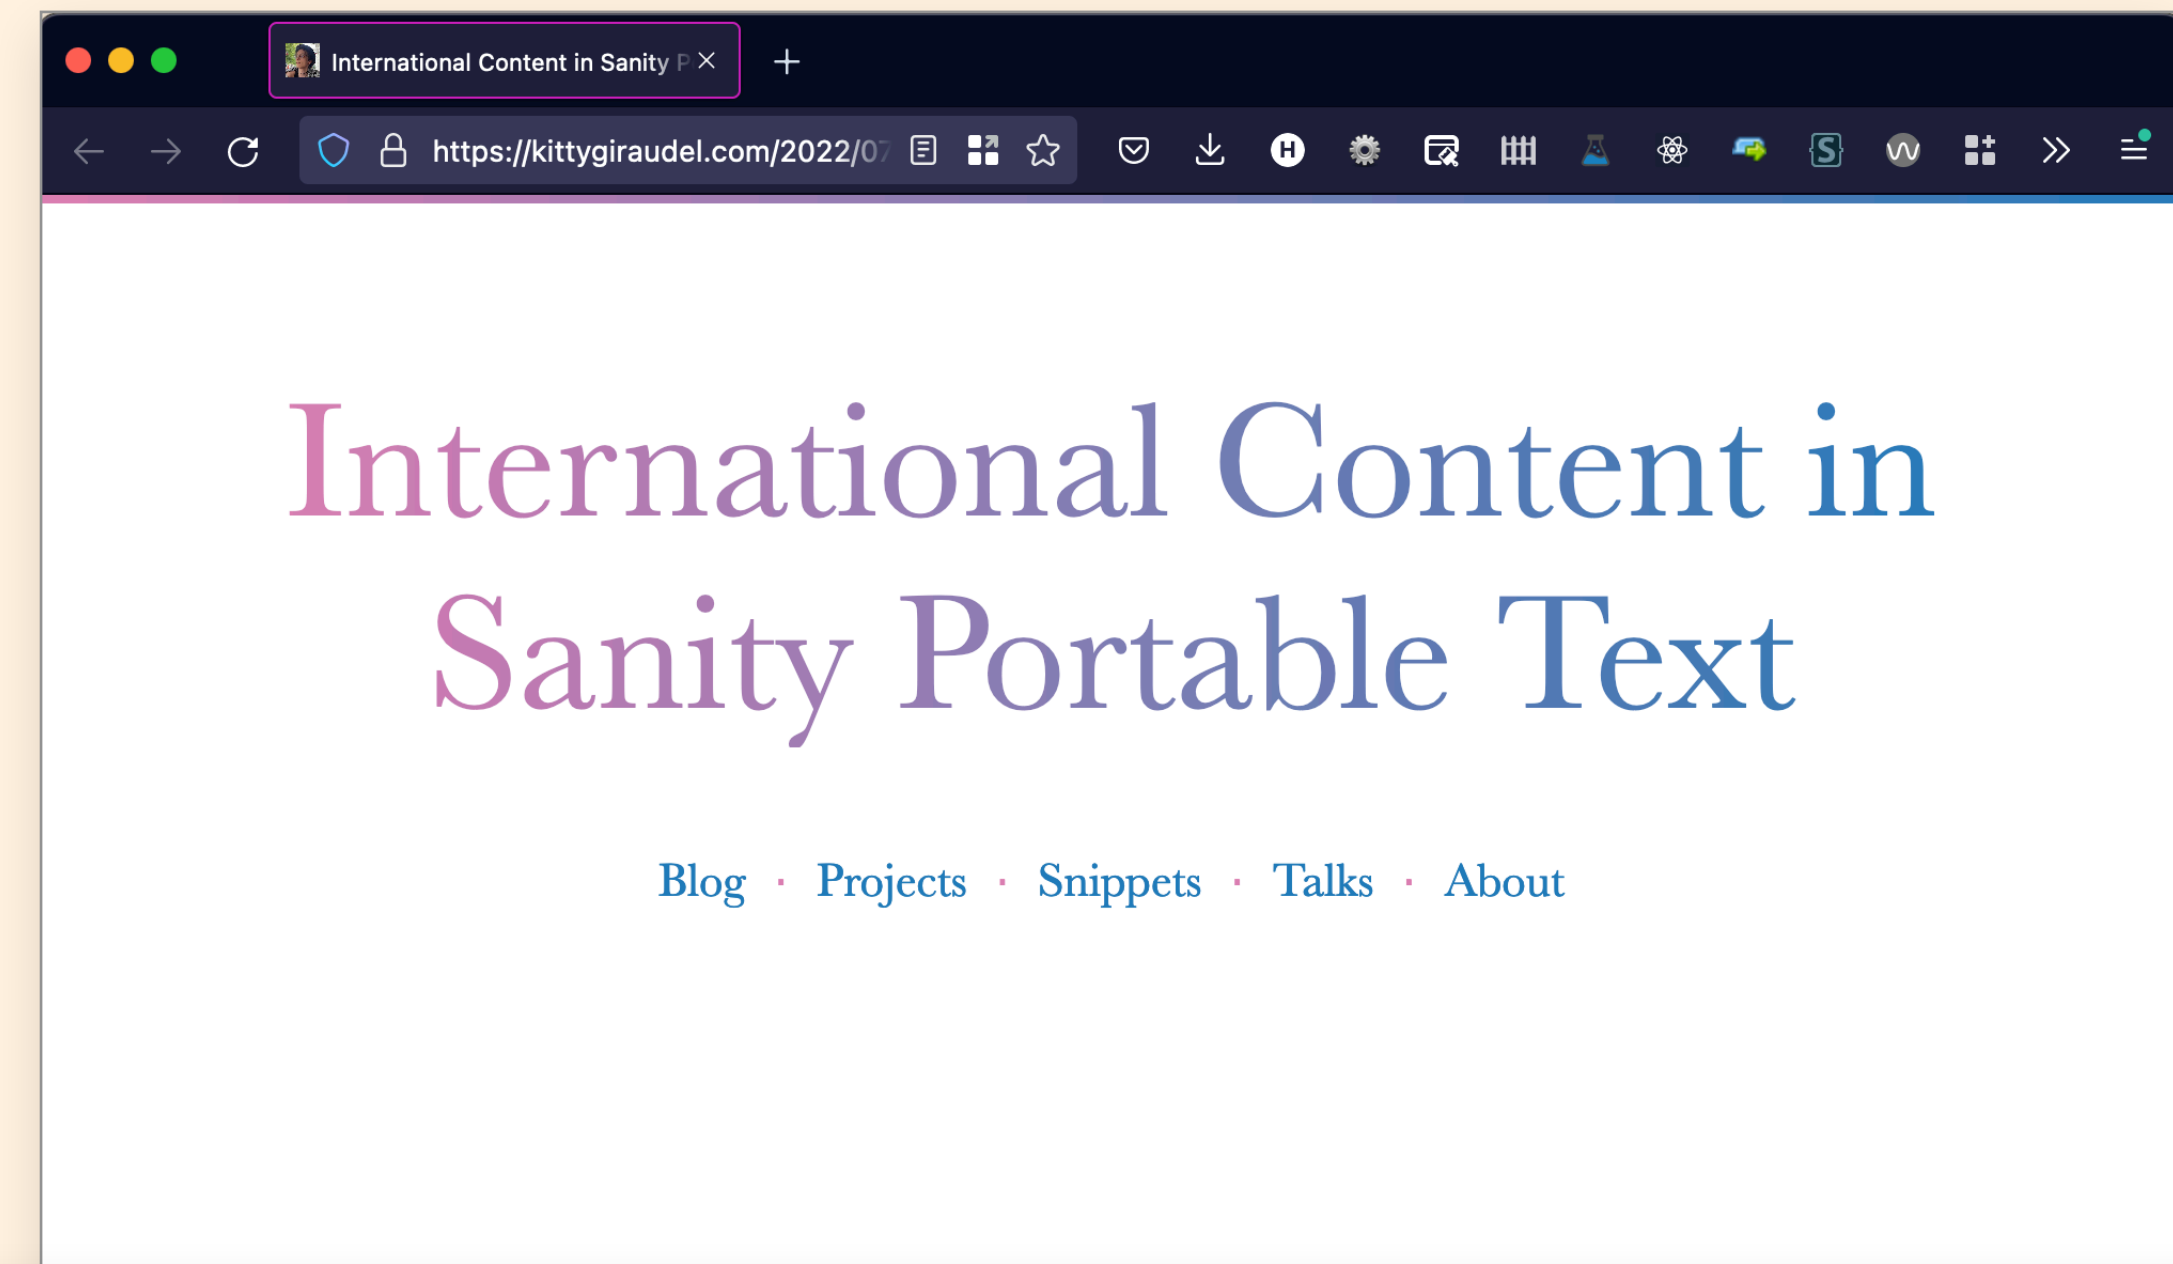 International Content in Sanity P
https://kittygiraudel.com/2022/07
International Content in
Sanity Portable Text
Blog · Projects · Snippets · Talks · About